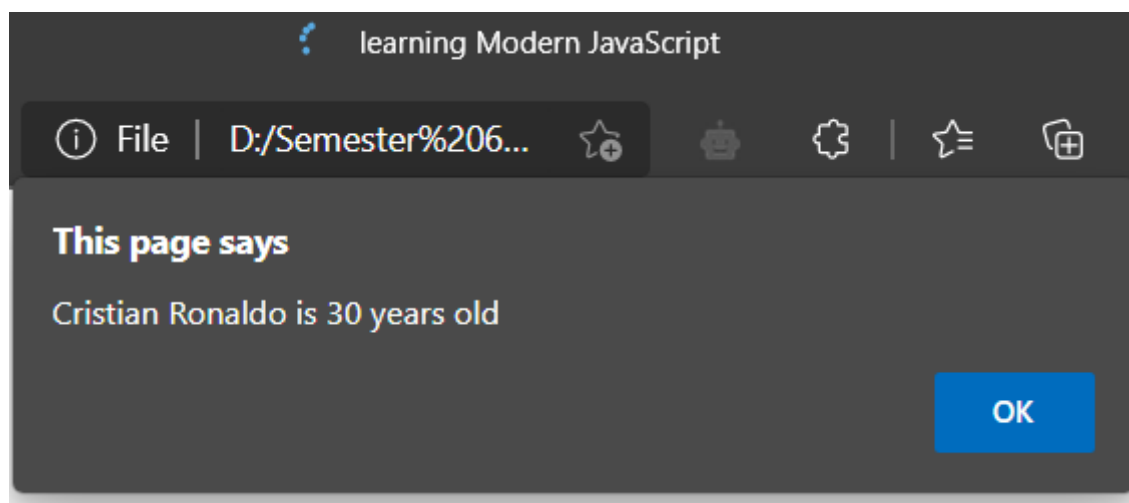 learning Modern JavaScript
File | D:/Semester%206...
This page says
Cristian Ronaldo is 30 years old
OK